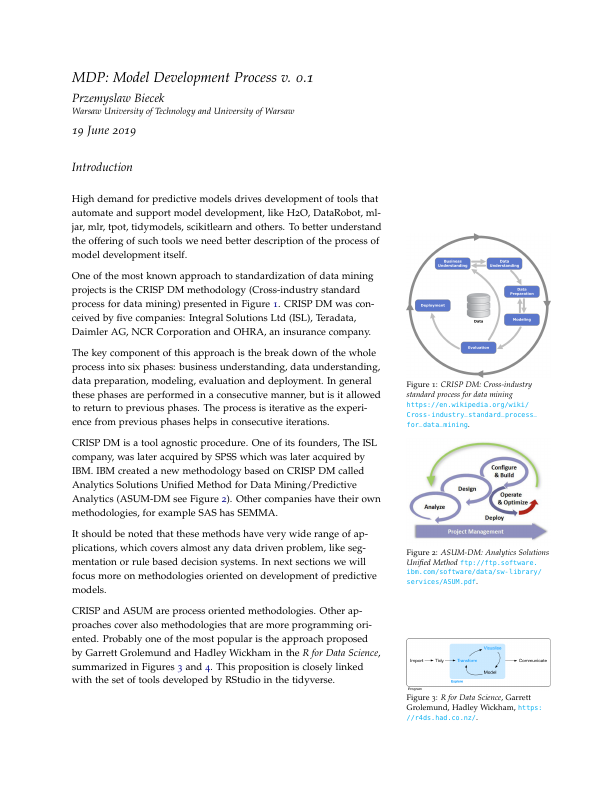 MDP: Model Development Process v. 0.1
Przemyslaw Biecek
Warsaw University of Technology and University of Warsaw
19 June 2019
Introduction
High demand for predictive models drives development of tools that
automate and support model development, like H2O, DataRobot, ml-
jar, mlr, tpot, tidymodels, scikitlearn and others. To better understand
the offering of such tools we need better description of the process of
model development itself.
One of the most known approach to standardization of data mining
projects is the CRISP DM methodology (Cross-industry standard
process for data mining) presented in Figure 1. CRISP DM was con-
ceived by five companies: Integral Solutions Ltd (ISL), Teradata,
Daimler AG, NCR Corporation and OHRA, an insurance company.
The key component of this approach is the break down of the whole
process into six phases: business understanding, data understanding,
data preparation, modeling, evaluation and deployment. In general
these phases are performed in a consecutive manner, but is it allowed
to return to previous phases. The process is iterative as the experi-
ence from previous phases helps in consecutive iterations.
CRISP DM is a tool agnostic procedure. One of its founders, The ISL
company, was later acquired by SPSS which was later acquired by
IBM. IBM created a new methodology based on CRISP DM called
Analytics Solutions Unified Method for Data Mining/Predictive
Analytics (ASUM-DM see Figure 2). Other companies have their own
methodologies, for example SAS has SEMMA.
It should be noted that these methods have very wide range of ap-
plications, which covers almost any data driven problem, like seg-
mentation or rule based decision systems. In next sections we will
focus more on methodologies oriented on development of predictive
models.
CRISP and ASUM are process oriented methodologies. Other ap-
proaches cover also methodologies that are more programming ori-
ented. Probably one of the most popular is the approach proposed
by Garrett Grolemund and Hadley Wickham in the R for Data Science,
summarized in Figures 3 and 4. This proposition is closely linked
with the set of tools developed by RStudio in the tidyverse.
Business
Understanding
Data
Understanding
Data
Preparation
Deployment
Modeling
Data
Evaluation
Figure 1: CRISP DM: Cross-industry
standard process for data mining
https://en.wikipedia.org/wiki/
Cross-industry_standard_process_
for_data_mining.
Configure
& Build
Design
Operate
& Optimize
Analyze
Deploy
Project Management
Figure 2: ASUM-DM: Analytics Solutions
Unified Method ftp://ftp.software.
ibm.com/software/data/sw-library/
services/ASUM.pdf.
Visualise
Import
Tidy
Transform
Communicate
Model
Explore
Program
Figure 3: R for Data Science, Garrett
Grolemund, Hadley Wickham, https:
//r4ds.had.co.nz/.